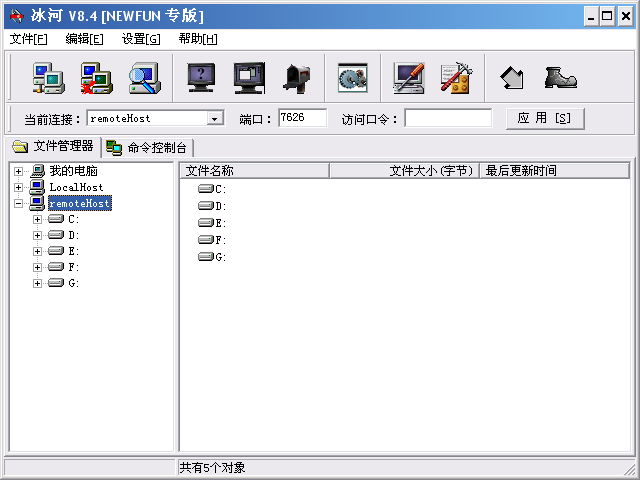 冰河 V8.4 [NEWFUN 专版]
文件[F] 编辑[E] 设置[G] 帮助[H]
当前连接： remoteHost 端口： 7626 访问口令： 应 用 [S]
文件管理器 命令控制台
我的电脑
LocalHost
remoteHost
C:
D:
E:
F:
G:
文件名称 文件大小(字节) 最后更新时间
C:
D:
E:
F:
G:
共有5个对象